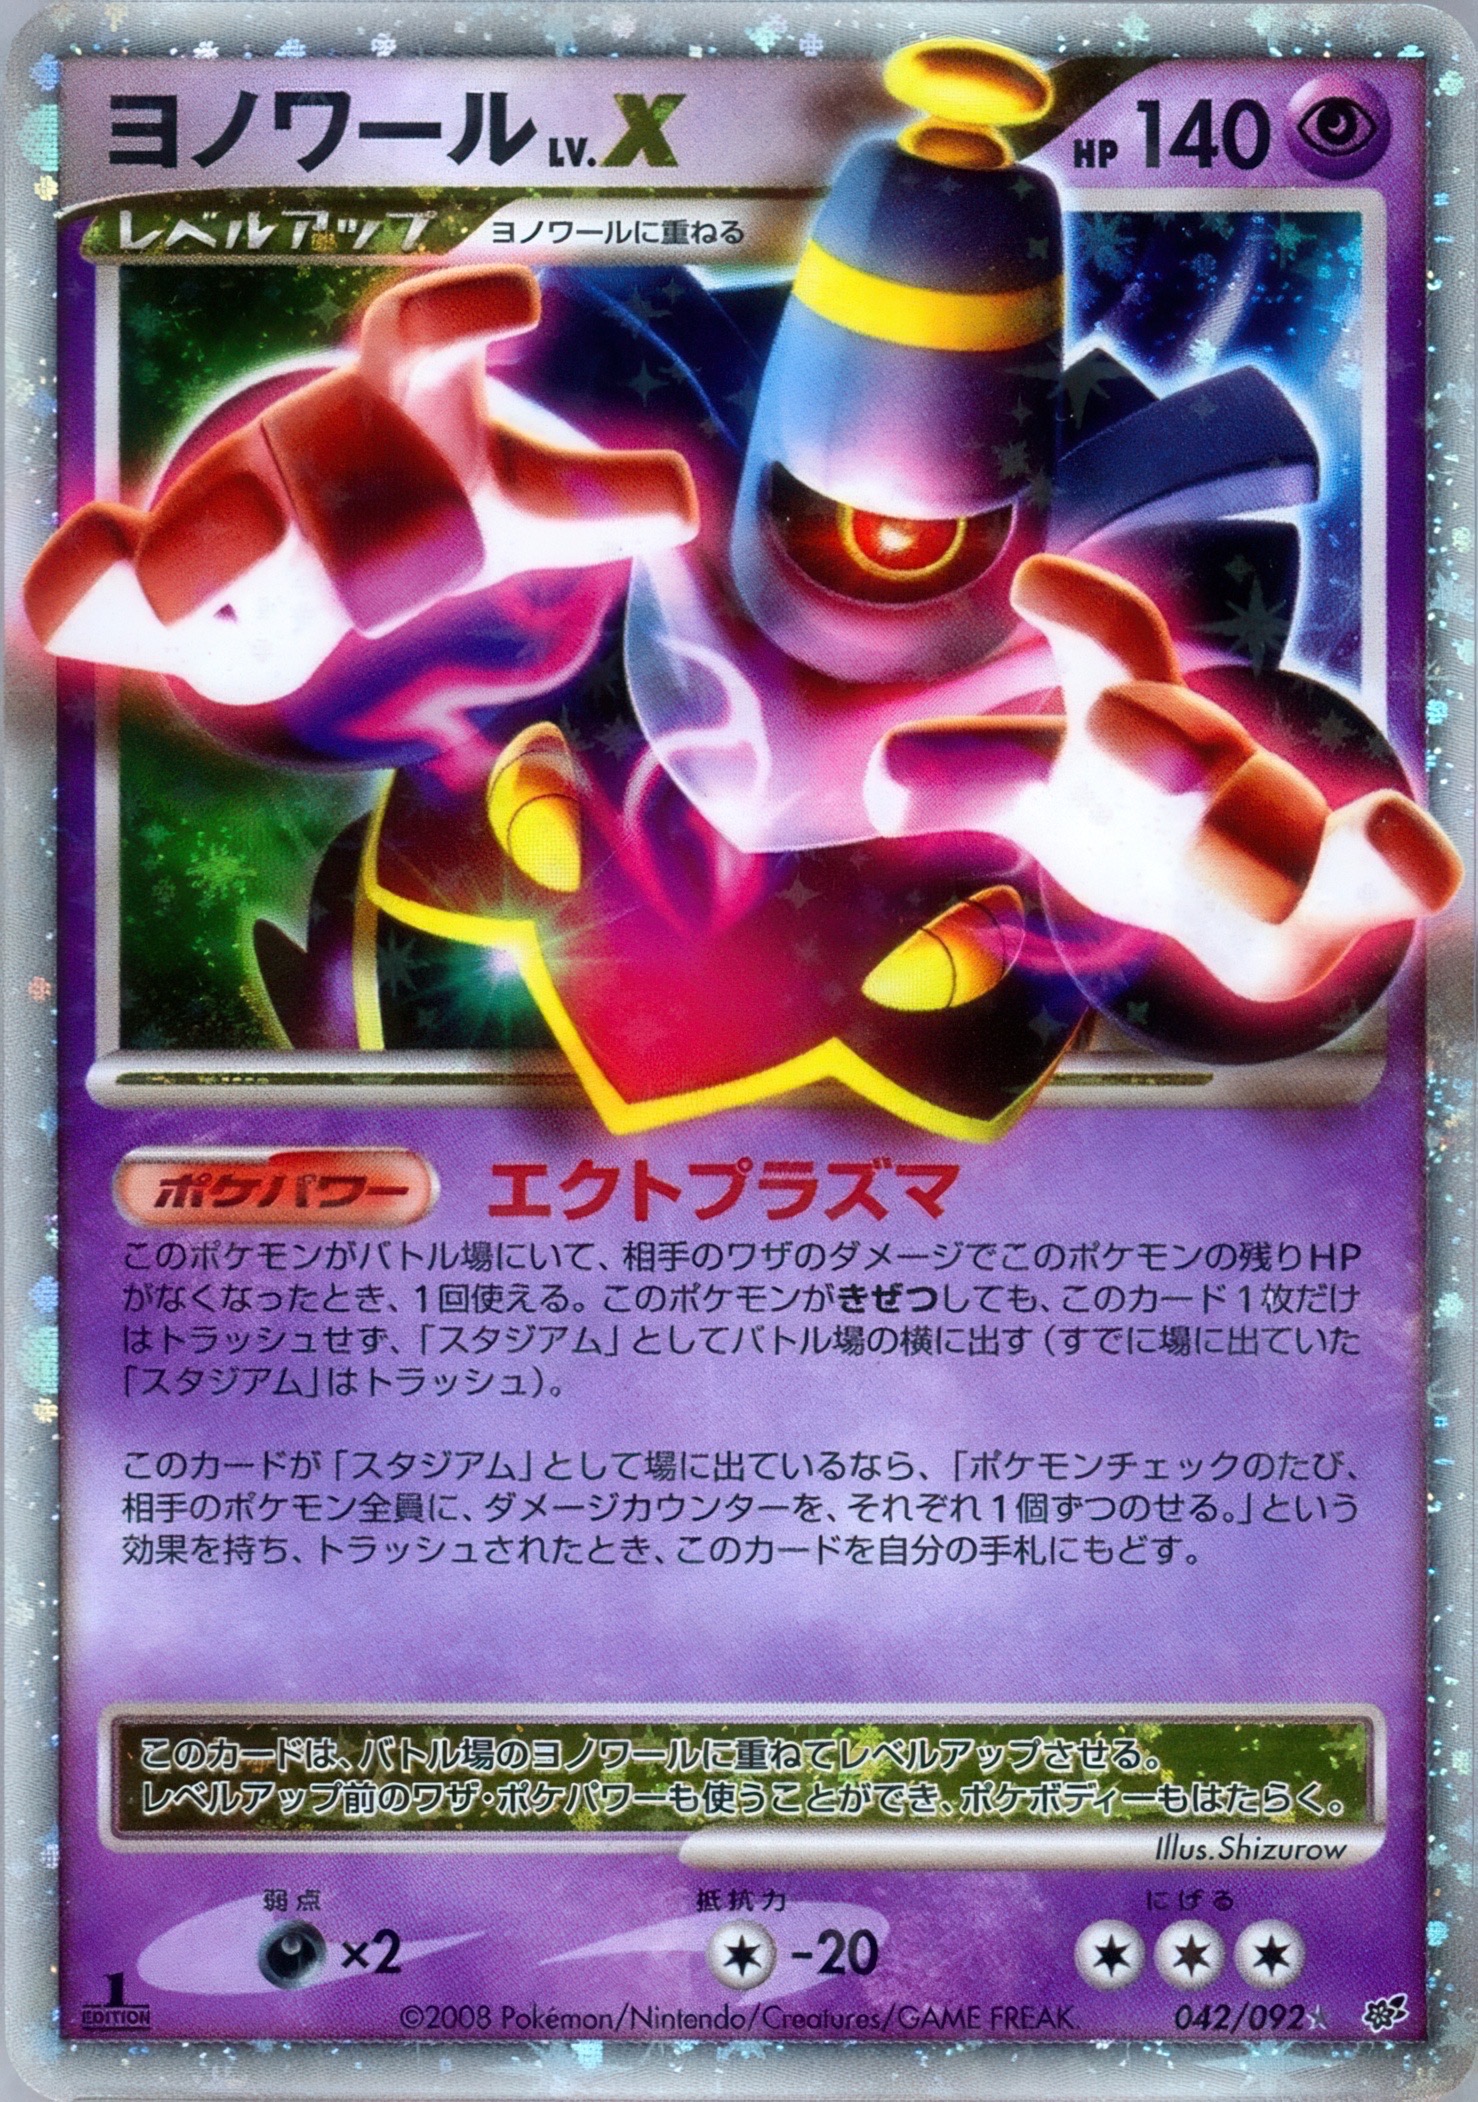 ヨノワール LV.X
HP 140
レベルアップ ヨノワールに重ねる
ポケパワー エクトプラズマ
このポケモンがバトル場にいて、相手のワザのダメージでこのポケモンの残りHP
がなくなったとき、1回使える。このポケモンがきぜつしても、このカード1枚だけ
はトラッシュせず、「スタジアム」としてバトル場の横に出す(すでに場に出ていた
「スタジアム」はトラッシュ)。
このカードが「スタジアム」として場に出ているなら、「ポケモンチェックのたび、
相手のポケモン全員に、ダメージカウンターを、それぞれ1個ずつのせる。」という
効果を持ち、トラッシュされたとき、このカードを自分の手札にもどす。
このカードは、バトル場のヨノワールに重ねてレベルアップさせる。
レベルアップ前のワザ・ポケパワーも使うことができ、ポケボディーもはたらく。
Illus.Shizurow
弱点 抵抗力 にげる
×2 -20
1
EDITION
©2008 Pokémon/Nintendo/Creatures/GAME FREAK. 042/092★